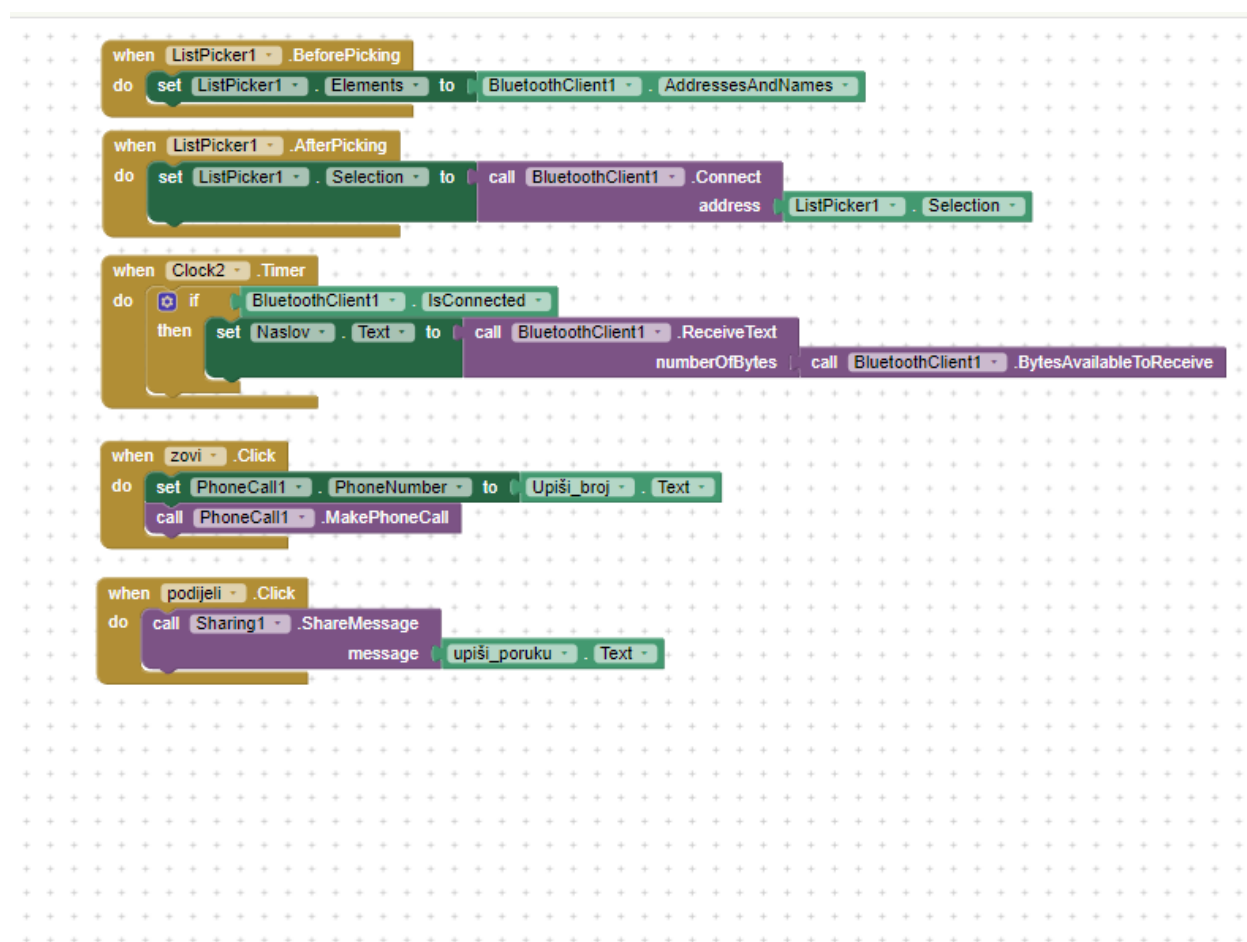 when ListPicker1 .BeforePicking
do set ListPicker1 . Elements to BluetoothClient1 . AddressesAndNames
when ListPicker1 .AfterPicking
do set ListPicker1 . Selection to call BluetoothClient1 .Connect
address ListPicker1 . Selection
when Clock2 .Timer
do if BluetoothClient1 . IsConnected
then set Naslov . Text to call BluetoothClient1 .ReceiveText
numberOfBytes call BluetoothClient1 .BytesAvailableToReceive
when zovi .Click
do set PhoneCall1 . PhoneNumber to Upiši_broj . Text
call PhoneCall1 .MakePhoneCall
when podijeli .Click
do call Sharing1 .ShareMessage
message upiši_poruku . Text